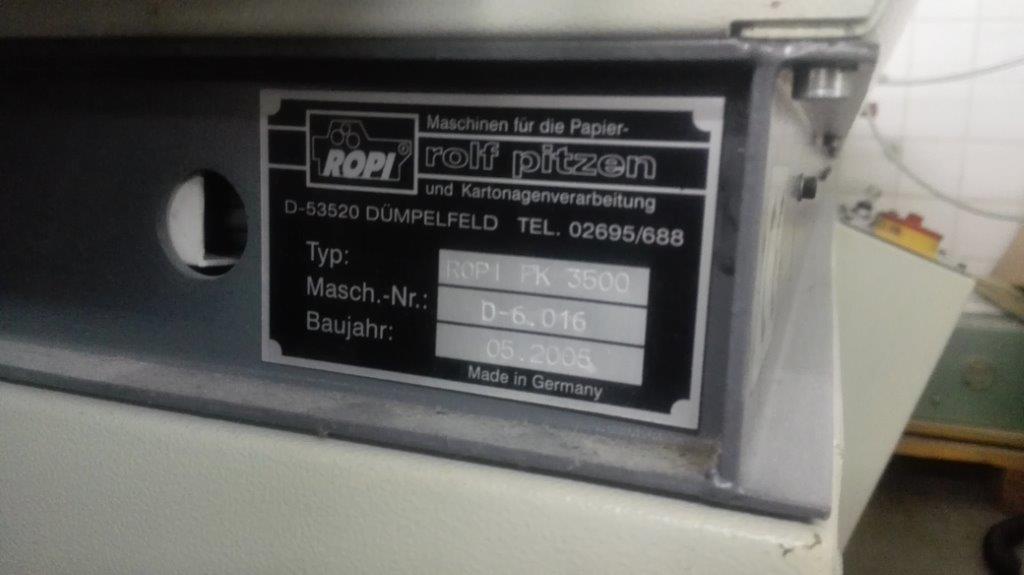 ROPI®
Maschinen für die Papier-
rolf pitzen
und Kartonagenverarbeitung
D-53520 DÜMPELFELD TEL. 02695/688
Typ: ROPI PK 3500
Masch.-Nr.: D-6.016
Baujahr: 05.2005
Made in Germany